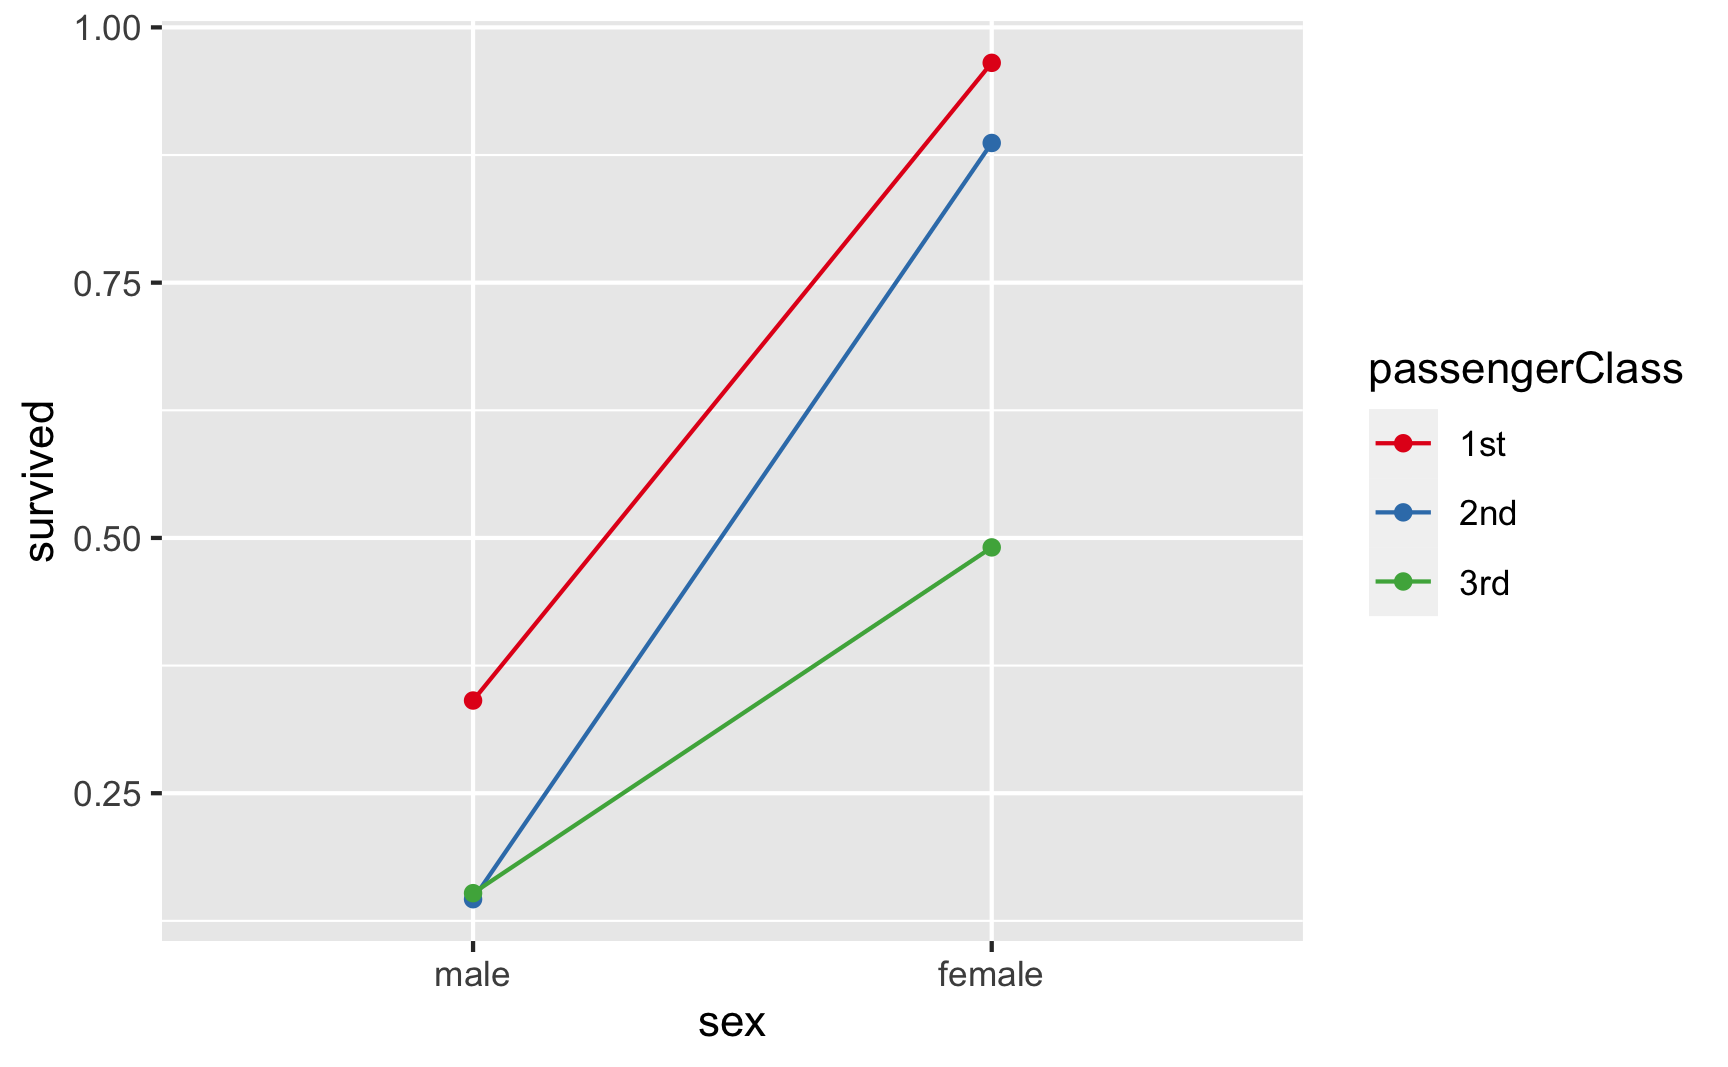 1.00
0.75
0.50
0.25
survived
male female
sex
passengerClass
1st
2nd
3rd